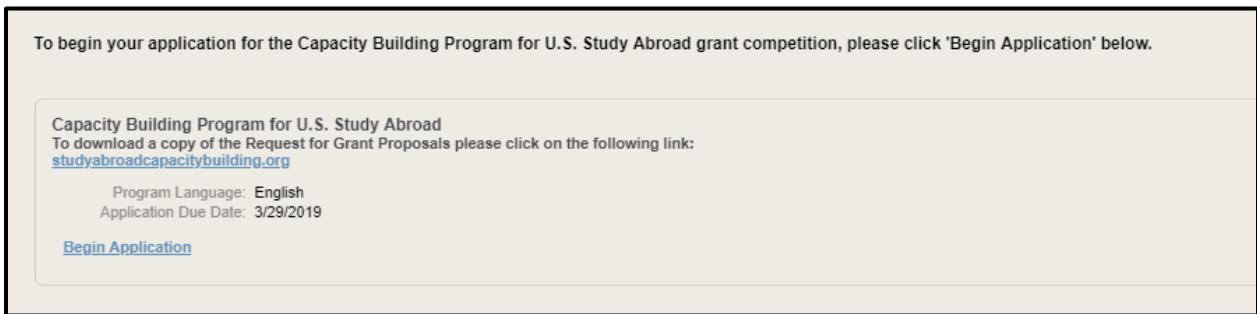 To begin your application for the Capacity Building Program for U.S. Study Abroad grant competition, please click 'Begin Application' below.
Capacity Building Program for U.S. Study Abroad
To download a copy of the Request for Grant Proposals please click on the following link:
studyabroadcapacitybuilding.org
Program Language: English
Application Due Date: 3/29/2019
Begin Application